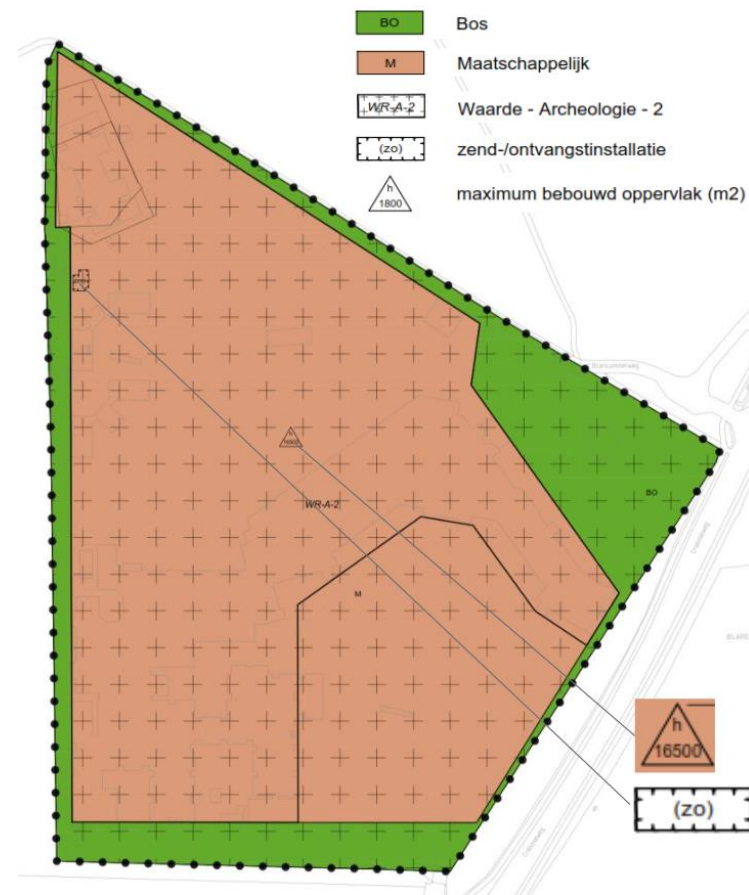 BO Bos
M Maatschappelijk
WR-A-2 Waarde - Archeologie - 2
(zo) zend-/ontvangstinstallatie
h
1800
maximum bebouwd oppervlak (m2)
h
16500
WR-A-2
BO
M
h
16500
(zo)